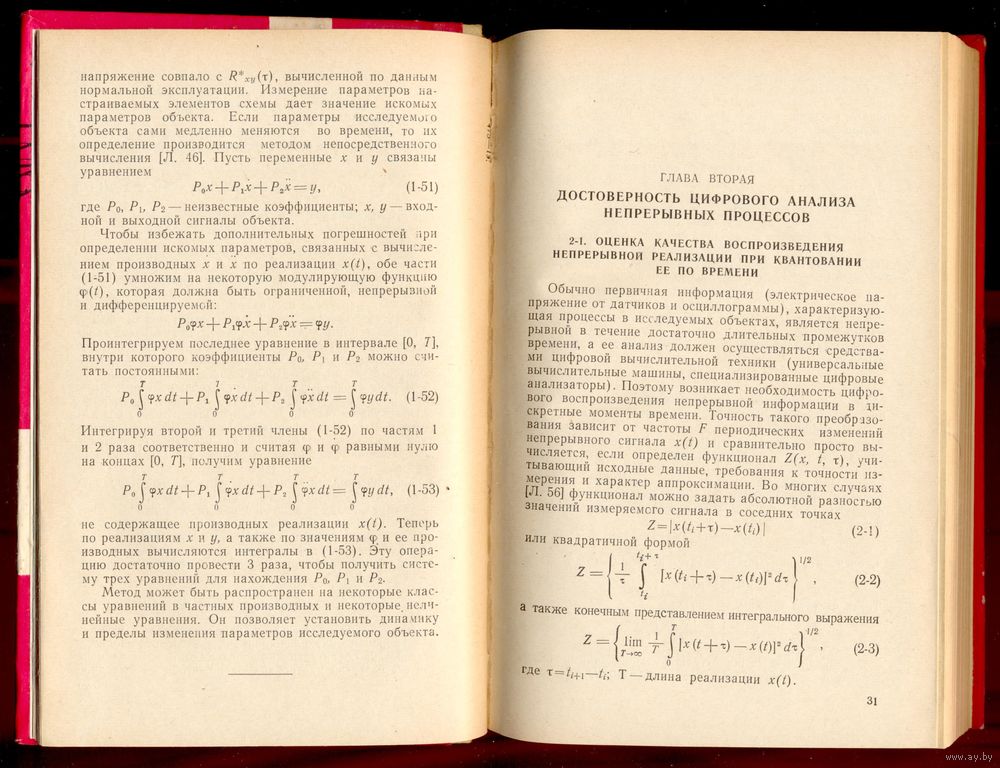 напряжение совпало с R*xy(τ), вычисленной по данным
нормальной эксплуатации. Измерение параметров на-
страиваемых элементов схемы дает значение искомых
параметров объекта. Если параметры исследуемого
объекта сами медленно меняются во времени, то их
определение производится методом непосредственного
вычисления [Л. 46]. Пусть переменные x и y связаны
уравнением
P₀x + P₁ẋ + P₂ẍ = y, (1-51)
где P₀, P₁, P₂ — неизвестные коэффициенты; x, y — вход-
ной и выходной сигналы объекта.
Чтобы избежать дополнительных погрешностей при
определении искомых параметров, связанных с вычисле-
нием производных ẋ и ẍ по реализации x(t), обе части
(1-51) умножим на некоторую модулирующую функцию
φ(t), которая должна быть ограниченной, непрерывной
и дифференцируемой:
P₀φx + P₁φẋ + P₂φẍ = φy.
Проинтегрируем последнее уравнение в интервале [0, T],
внутри которого коэффициенты P₀, P₁ и P₂ можно счи-
тать постоянными:
P₀ ∫₀ᵀ φx dt + P₁ ∫₀ᵀ φẋ dt + P₂ ∫₀ᵀ φẍ dt = ∫₀ᵀ φy dt. (1-52)
Интегрируя второй и третий члены (1-52) по частям 1
и 2 раза соответственно и считая φ и φ̇ равными нулю
на концах [0, T], получим уравнение
P₀ ∫₀ᵀ φx dt + P₁ ∫₀ᵀ φ̇x dt + P₂ ∫₀ᵀ φ̈x dt = ∫₀ᵀ φy dt, (1-53)
не содержащее производных реализации x(t). Теперь
по реализациям x и y, а также по значениям φ и ее про-
изводных вычисляются интегралы в (1-53). Эту опера-
цию достаточно провести 3 раза, чтобы получить систе-
му трех уравнений для нахождения P₀, P₁ и P₂.
Метод может быть распространен на некоторые клас-
сы уравнений в частных производных и некоторые нели-
нейные уравнения. Он позволяет установить динамику
и пределы изменения параметров исследуемого объекта.
ГЛАВА ВТОРАЯ
ДОСТОВЕРНОСТЬ ЦИФРОВОГО АНАЛИЗА
НЕПРЕРЫВНЫХ ПРОЦЕССОВ
2-1. ОЦЕНКА КАЧЕСТВА ВОСПРОИЗВЕДЕНИЯ
НЕПРЕРЫВНОЙ РЕАЛИЗАЦИИ ПРИ КВАНТОВАНИИ
ЕЕ ПО ВРЕМЕНИ
Обычно первичная информация (электрическое на-
пряжение от датчиков и осциллограммы), характеризую-
щая процессы в исследуемых объектах, является непре-
рывной в течение достаточно длительных промежутков
времени, а ее анализ должен осуществляться средства-
ми цифровой вычислительной техники (универсальные
вычислительные машины, специализированные цифровые
анализаторы). Поэтому возникает необходимость цифро-
вого воспроизведения непрерывной информации в ди-
скретные моменты времени. Точность такого преобразо-
вания зависит от частоты F периодических изменений
непрерывного сигнала x(t) и сравнительно просто вы-
числяется, если определен функционал Z(x, t, τ), учи-
тывающий исходные данные, требования к точности из-
мерения и характер аппроксимации. Во многих случаях
[Л. 56] функционал можно задать абсолютной разностью
значений измеряемого сигнала в соседних точках
Z = |x(tᵢ+τ) — x(tᵢ)| (2-1)
или квадратичной формой
Z = { 1/τ ∫ₜᵢᵗⁱ⁺ᵗ [x(tᵢ + τ) — x(tᵢ)]² dτ }^1/2, (2-2)
а также конечным представлением интегрального выражения
Z = { lim T→∞ 1/T ∫₀ᵀ [x(t + τ) — x(t)]² dτ }^1/2, (2-3)
где τ = tᵢ₊₁ — tᵢ; T — длина реализации x(t).
31
www.ay.by